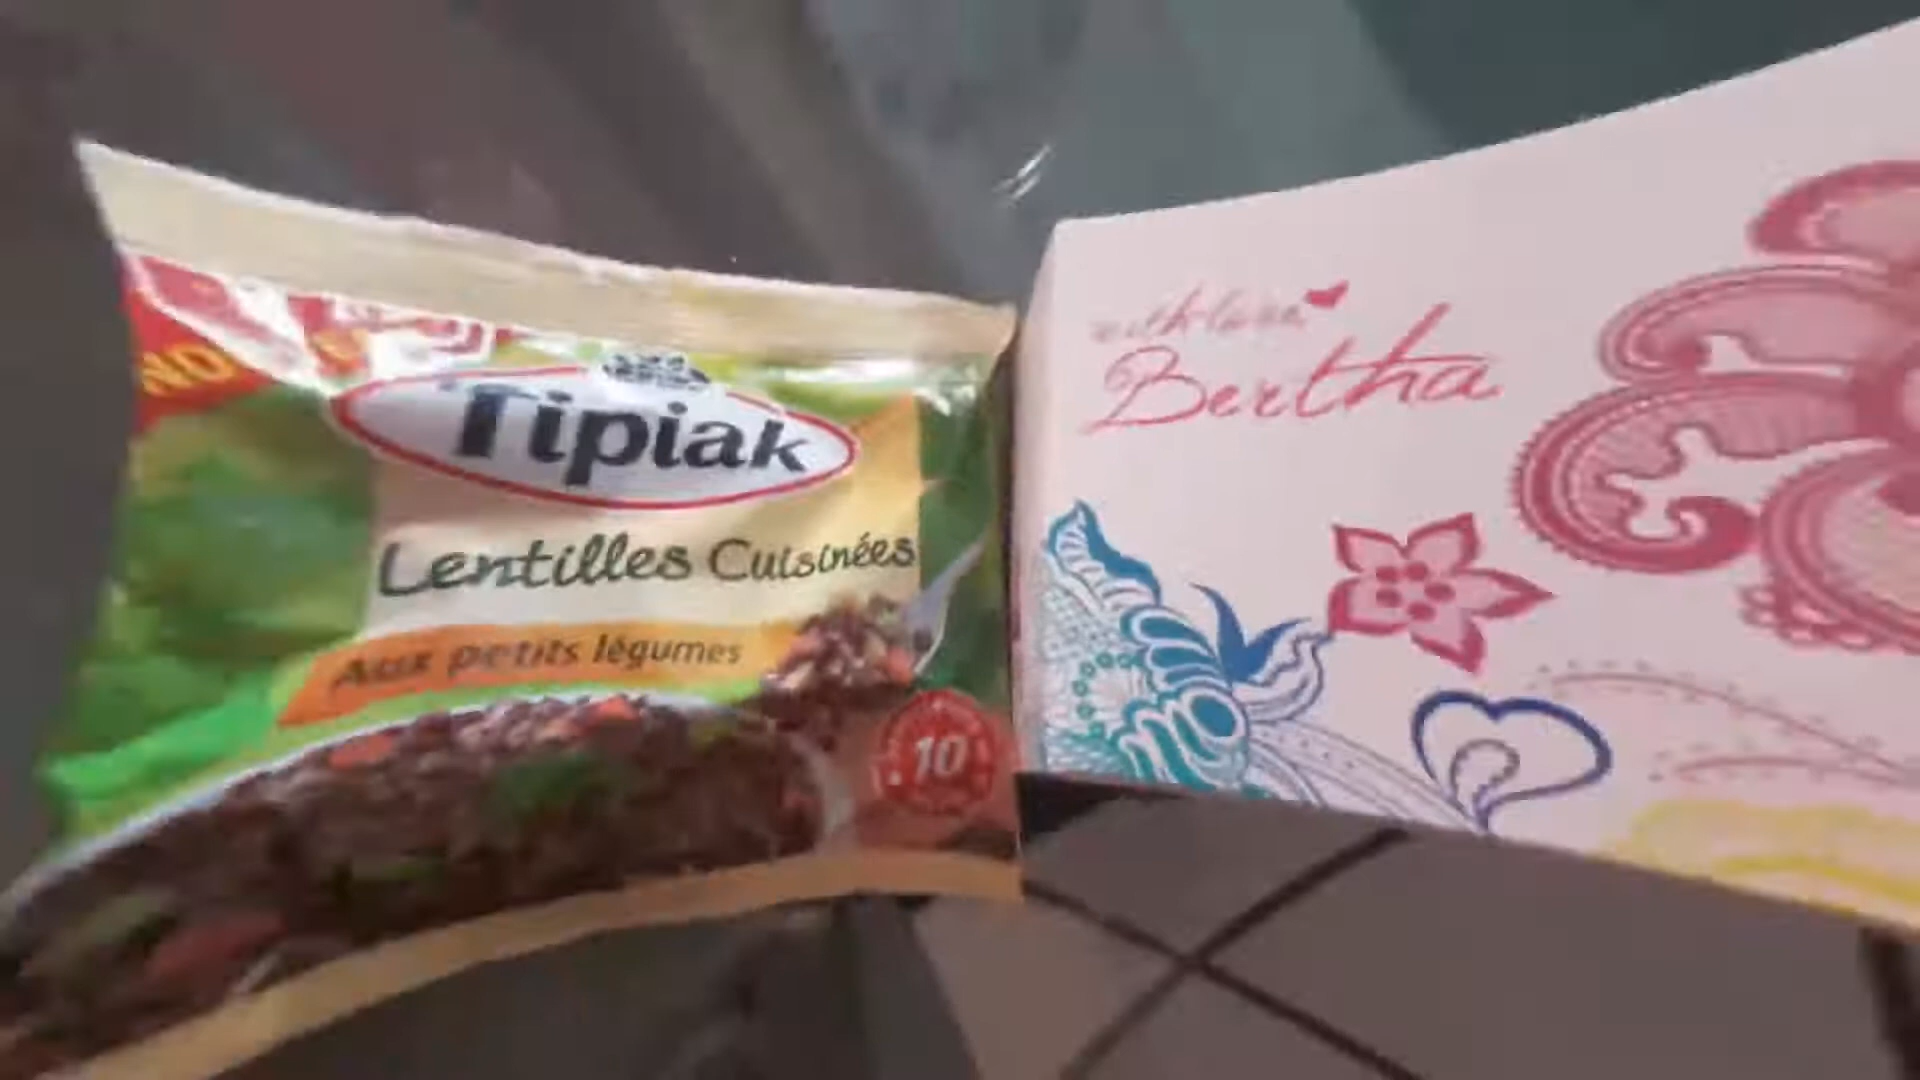 Tipiak
Lentilles Cuisinées
Aux petits légumes
10
with love
Bertha